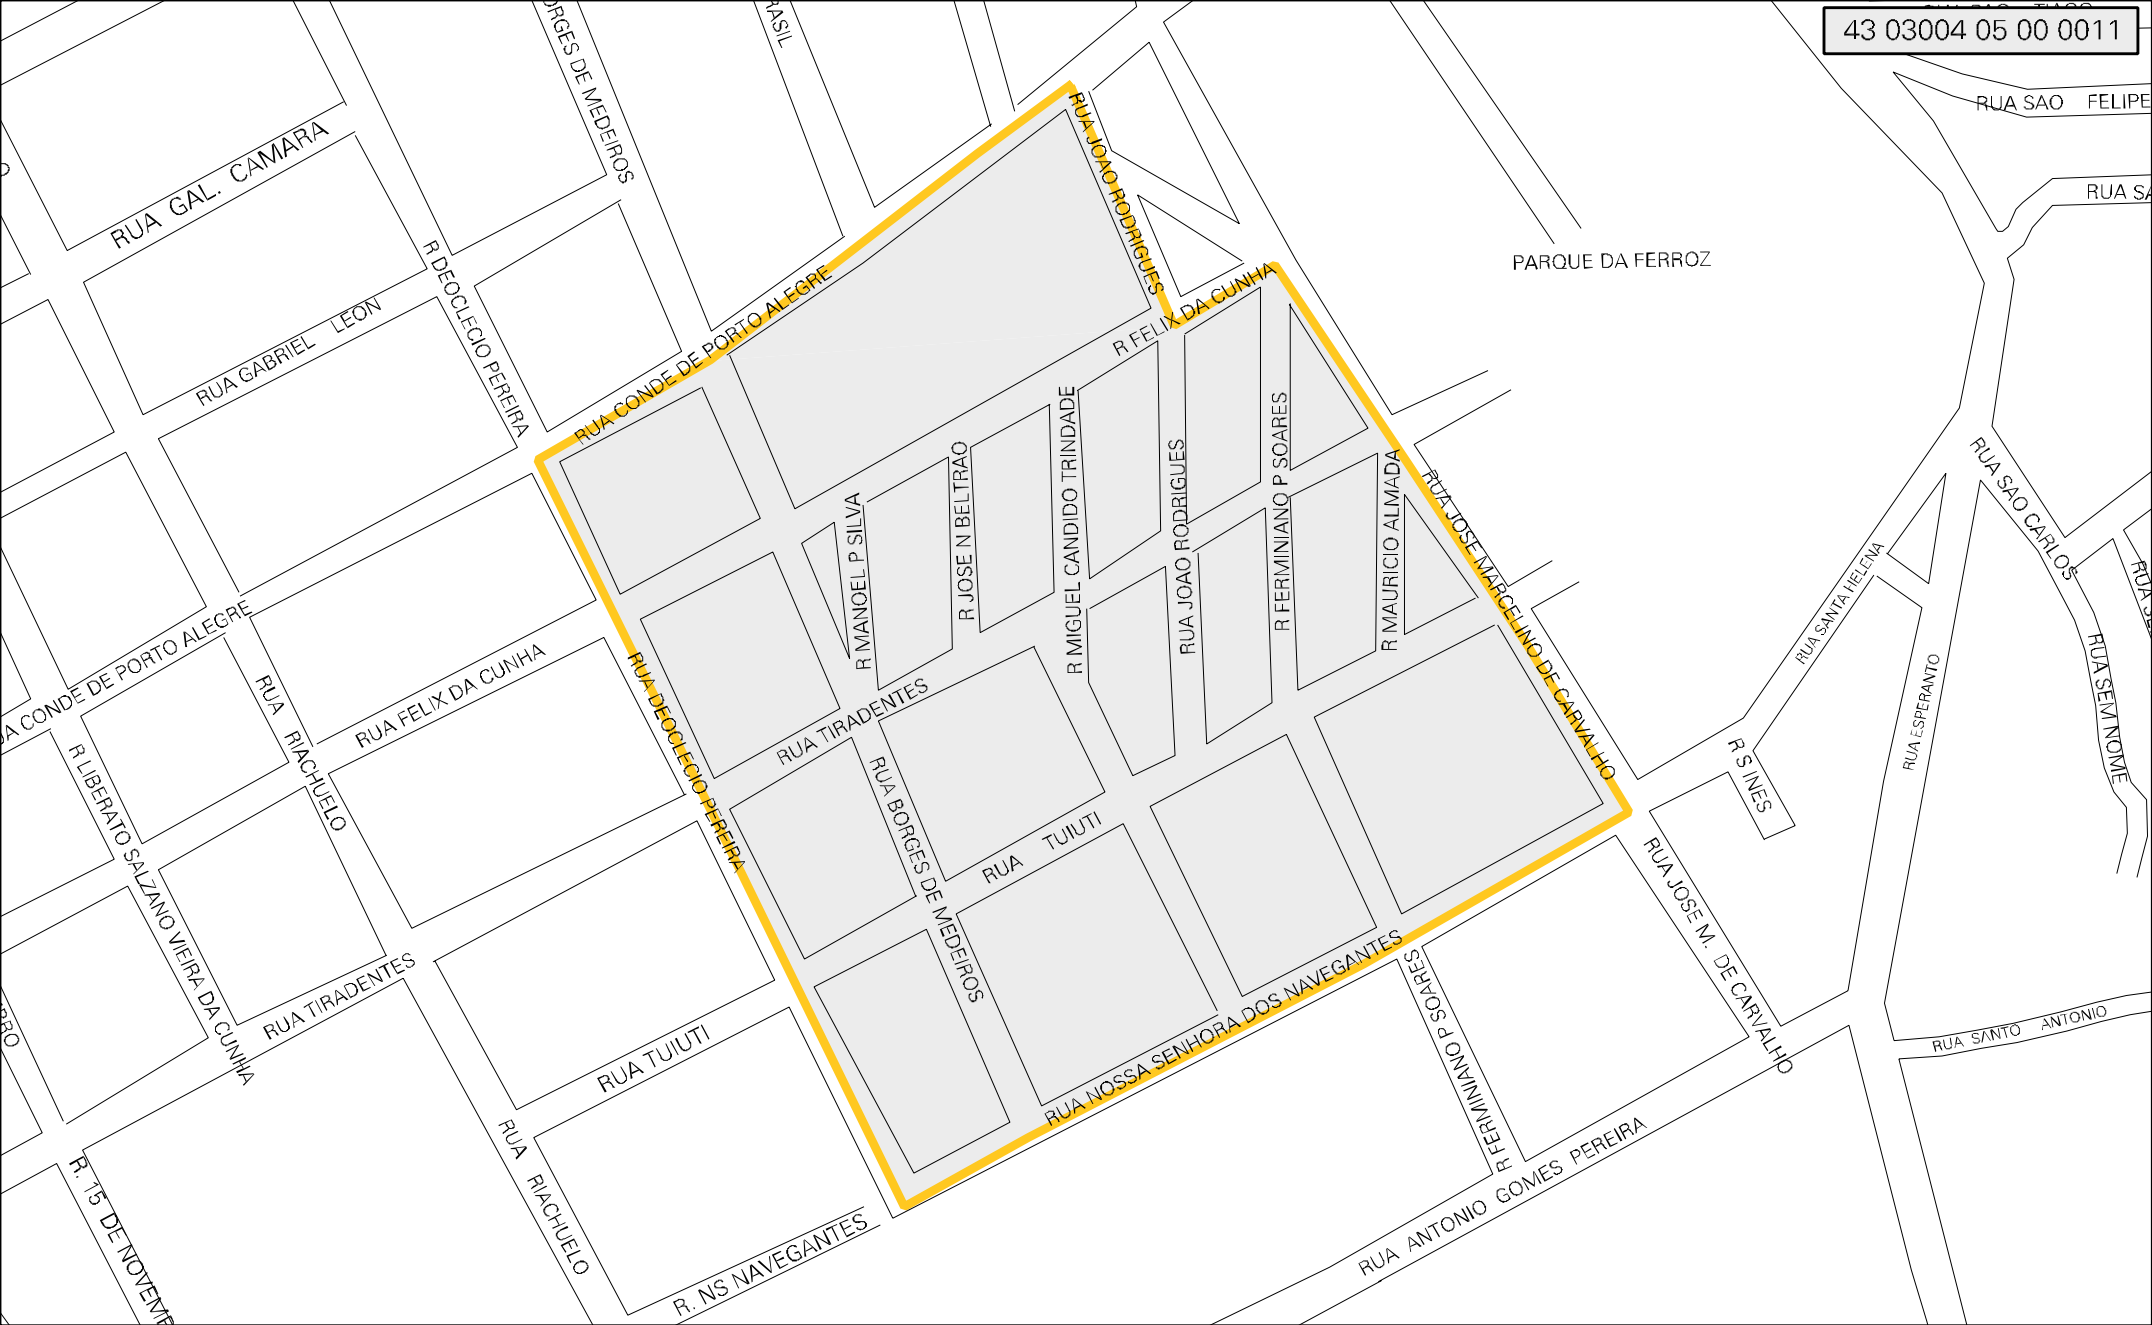 43 03004 05 00 0011
RUA SAO FELIPE
RUA GAL. CAMARA
R DEOCLECIO PEREIRA
RUA GABRIEL LEON
RUA JOAO RODRIGUES
PARQUE DA FERROZ
RUA CONDE DE PORTO ALEGRE
R FELIX DA CUNHA
R MANOEL P SILVA
R JOSE N BELTRAO
R MIGUEL CANDIDO TRINDADE
RUA JOAO RODRIGUES
R FERMINIANO P SOARES
R MAURICIO ALMADA
RUA JOSE MARCELINO DE CARVALHO
RUA SAO CARLOS
RUA SANTA HELENA
RUA ESPERANTO
RUA SEM NOME
R S INES
UA CONDE DE PORTO ALEGRE
RUA FELIX DA CUNHA
RUA RIACHUELO
R LIBERATO SALZANO VIEIRA DA CUNHA
RUA DEOCLECIO PEREIRA
RUA TIRADENTES
RUA BORGES DE MEDEIROS
RUA TUIUTI
RUA JOSE M. DE CARVALHO
RUA TIRADENTES
RUA NOSSA SENHORA DOS NAVEGANTES
R FERMINIANO P SOARES
RUA SANTO ANTONIO
RUA TUIUTI
RUA RIACHUELO
R. 15 DE NOVEMB
R. NS NAVEGANTES
RUA ANTONIO GOMES PEREIRA
ORGES DE MEDEIROS
RASIL
RUA SA